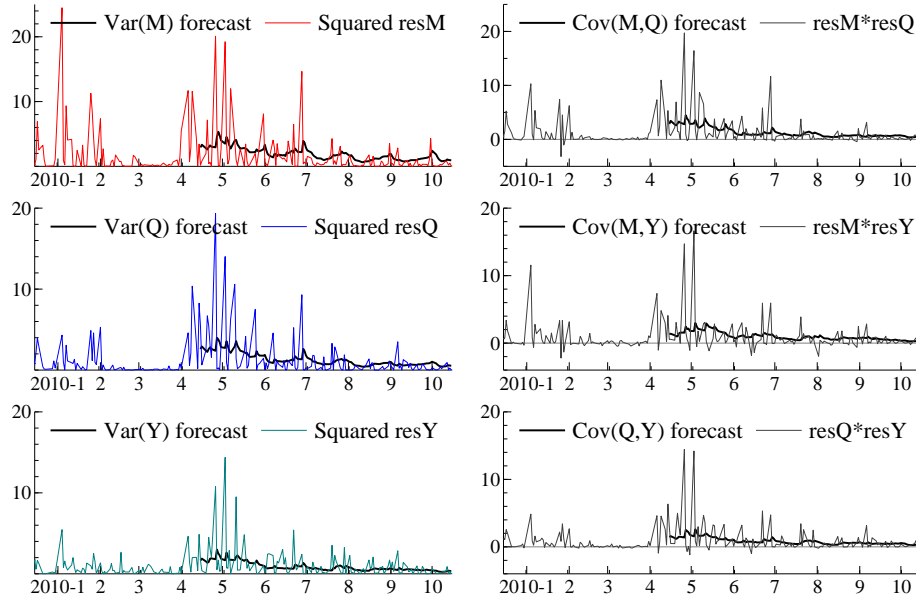 Var(M) forecast Squared resM
20
10
2010-1 2 3 4 5 6 7 8 9 10
Cov(M,Q) forecast resM*resQ
20
10
0
2010-1 2 3 4 5 6 7 8 9 10
Var(Q) forecast Squared resQ
20
10
2010-1 2 3 4 5 6 7 8 9 10
Cov(M,Y) forecast resM*resY
20
10
0
2010-1 2 3 4 5 6 7 8 9 10
Var(Y) forecast Squared resY
20
10
2010-1 2 3 4 5 6 7 8 9 10
Cov(Q,Y) forecast resQ*resY
20
10
0
2010-1 2 3 4 5 6 7 8 9 10